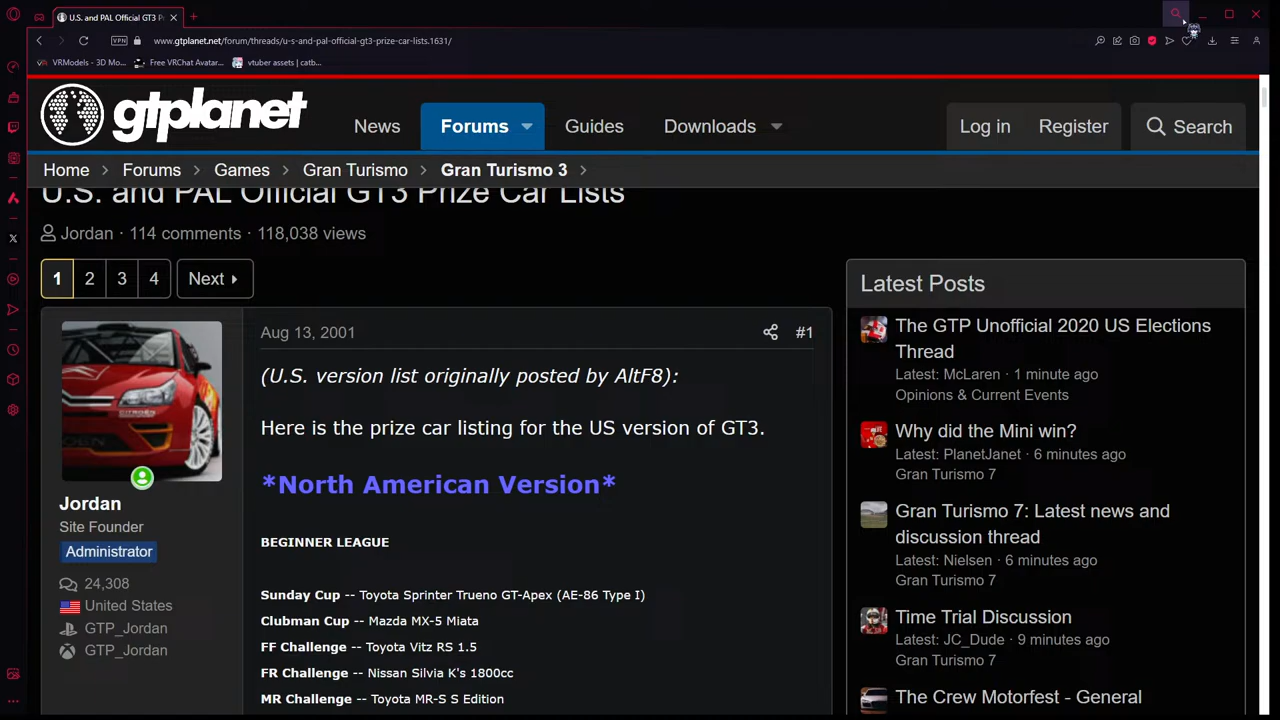 U.S. and PAL Official GT3 P
VPN www.gtplanet.net/forum/threads/u-s-and-pal-official-gt3-prize-car-lists.1631/
VRModels - 3D Mo... Free VRChat Avatar... vtuber assets | catb...
gtplanet
News Forums Guides Downloads Log in Register Search
Home Forums Games Gran Turismo Gran Turismo 3
U.S. and PAL Official GT3 Prize Car Lists
Jordan · 114 comments · 118,038 views
1 2 3 4 Next
Aug 13, 2001 #1
(U.S. version list originally posted by AltF8):
Here is the prize car listing for the US version of GT3.
*North American Version*
BEGINNER LEAGUE
Sunday Cup -- Toyota Sprinter Trueno GT-Apex (AE-86 Type I)
Clubman Cup -- Mazda MX-5 Miata
FF Challenge -- Toyota Vitz RS 1.5
FR Challenge -- Nissan Silvia K's 1800cc
MR Challenge -- Toyota MR-S S Edition
Jordan
Site Founder
Administrator
24,308
United States
GTP_Jordan
GTP_Jordan
Latest Posts
The GTP Unofficial 2020 US Elections
Thread
Latest: McLaren · 1 minute ago
Opinions & Current Events
Why did the Mini win?
Latest: PlanetJanet · 6 minutes ago
Gran Turismo 7
Gran Turismo 7: Latest news and
discussion thread
Latest: Nielsen · 6 minutes ago
Gran Turismo 7
Time Trial Discussion
Latest: JC_Dude · 9 minutes ago
Gran Turismo 7
The Crew Motorfest - General